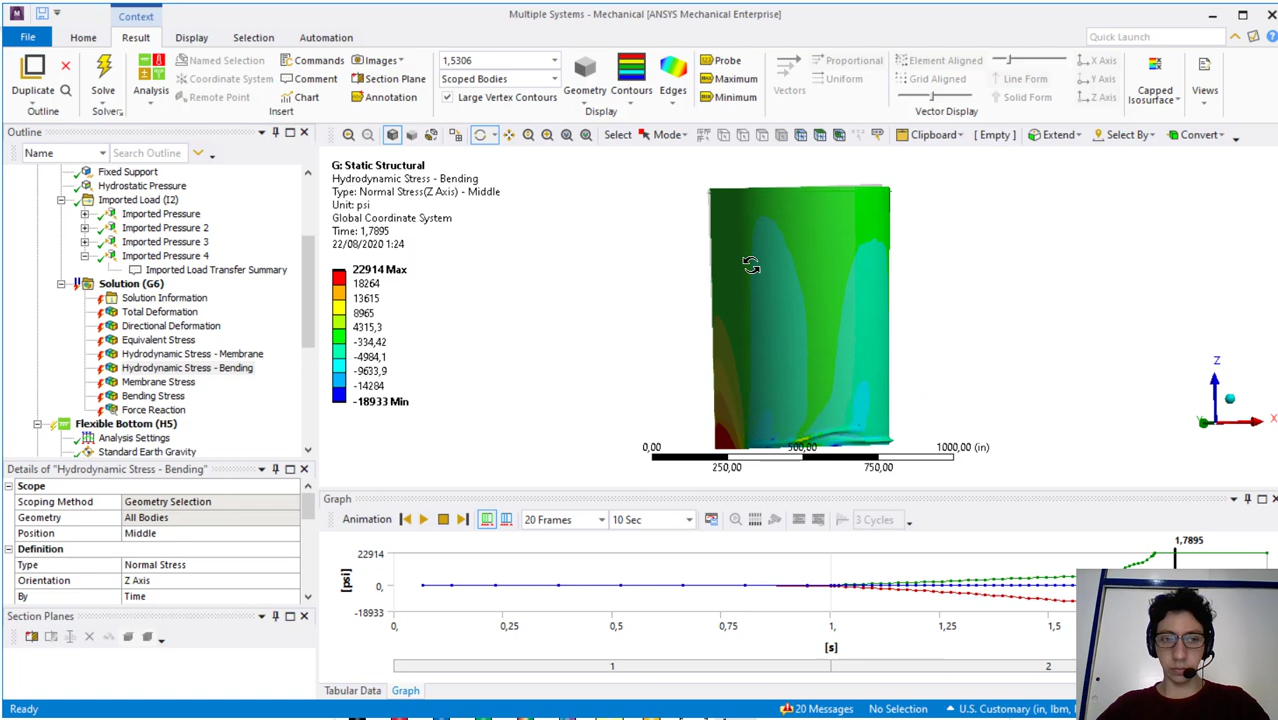 Context
Multiple Systems - Mechanical [ANSYS Mechanical Enterprise]
File Home Result Display Selection Automation
Quick Launch
Duplicate
Outline
Solve
Solver
Analysis
Named Selection
Coordinate System
Remote Point
Commands
Comment
Chart
Images
Section Plane
Annotation
Insert
1,5306
Scoped Bodies
Large Vertex Contours
Geometry
Contours
Edges
Display
Probe
Maximum
Minimum
Vectors
Proportional
Uniform
Element Aligned
Grid Aligned
Line Form
Solid Form
X Axis
Y Axis
Z Axis
Vector Display
Capped
Isosurface
Views
Outline
Select Mode Clipboard [ Empty ] Extend Select By Convert
Name Search Outline
Fixed Support
Hydrostatic Pressure
Imported Load (I2)
Imported Pressure
Imported Pressure 2
Imported Pressure 3
Imported Pressure 4
Imported Load Transfer Summary
Solution (G6)
Solution Information
Total Deformation
Directional Deformation
Equivalent Stress
Hydrodynamic Stress - Membrane
Hydrodynamic Stress - Bending
Membrane Stress
Bending Stress
Force Reaction
Flexible Bottom (H5)
Analysis Settings
Standard Earth Gravity
G: Static Structural
Hydrodynamic Stress - Bending
Type: Normal Stress(Z Axis) - Middle
Unit: psi
Global Coordinate System
Time: 1,7895
22/08/2020 1:24
22914 Max
18264
13615
8965
4315,3
-334,42
-4984,1
-9633,9
-14284
-18933 Min
0,00 500,00 1000,00 (in)
250,00 750,00
Z
Y
X
Details of "Hydrodynamic Stress - Bending"
Scope
Scoping Method Geometry Selection
Geometry All Bodies
Position Middle
Definition
Type Normal Stress
Orientation Z Axis
By Time
Section Planes
Graph
Animation 20 Frames 10 Sec 3 Cycles
1,7895
22914
0,
-18933
[psi]
0, 0,25 0,5 0,75 1, 1,25 1,5
[s]
1 2
Tabular Data Graph
Ready 20 Messages No Selection U.S. Customary (in, lbm,